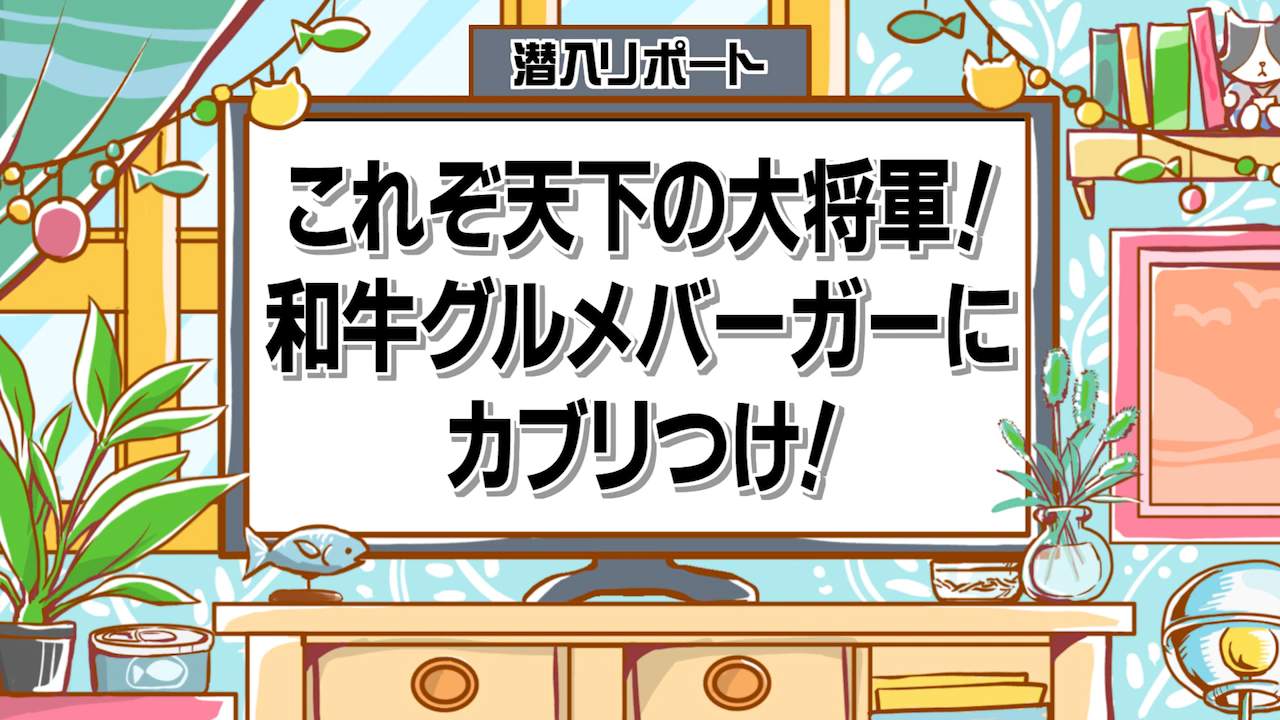 潜入リポート
これぞ天下の大将軍!
和牛グルメバーガーに
カブリつけ!